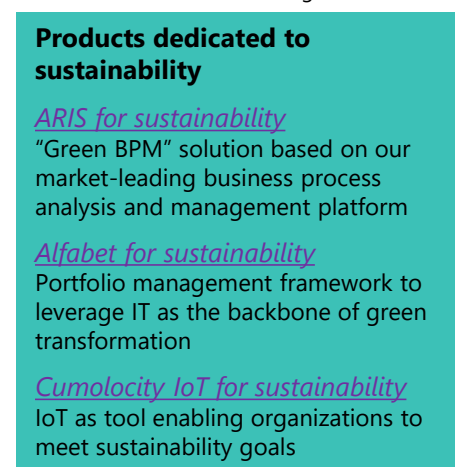 Products dedicated to
sustainability
ARIS for sustainability
“Green BPM” solution based on our
market-leading business process
analysis and management platform
Alfabet for sustainability
Portfolio management framework to
leverage IT as the backbone of green
transformation
Cumolocity IoT for sustainability
IoT as tool enabling organizations to
meet sustainability goals